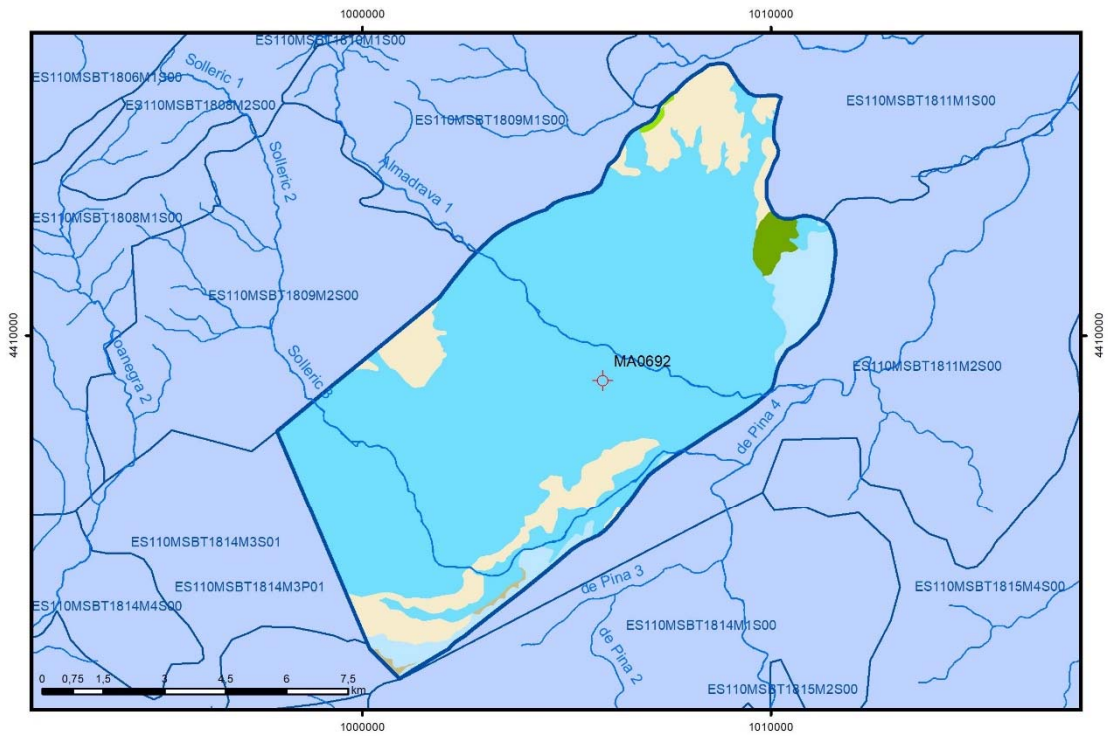 1000000
1010000
ES110MSBT1810M1S00
Solleric 1
ES110MSBT1806M1S00
ES110MSBT1808M2S00
ES110MSBT1811M1S00
ES110MSBT1809M1S00
Solleric 2
Almadrava 1
ES110MSBT1808M1S00
ES110MSBT1809M2S00
4410000
4410000
oanegra 2
Solleric 3
MA0692
ES110MSBT1811M2S00
de Pina 4
ES110MSBT1814M3S01
ES110MSBT1814M3P01
de Pina 3
ES110MSBT1815M4S00
ES110MSBT1814M4S00
ES110MSBT1814M1S00
de Pina 2
0 0,75 1,5 3 4,5 6 7,5
km
ES110MSBT1815M2S00
1000000
1010000